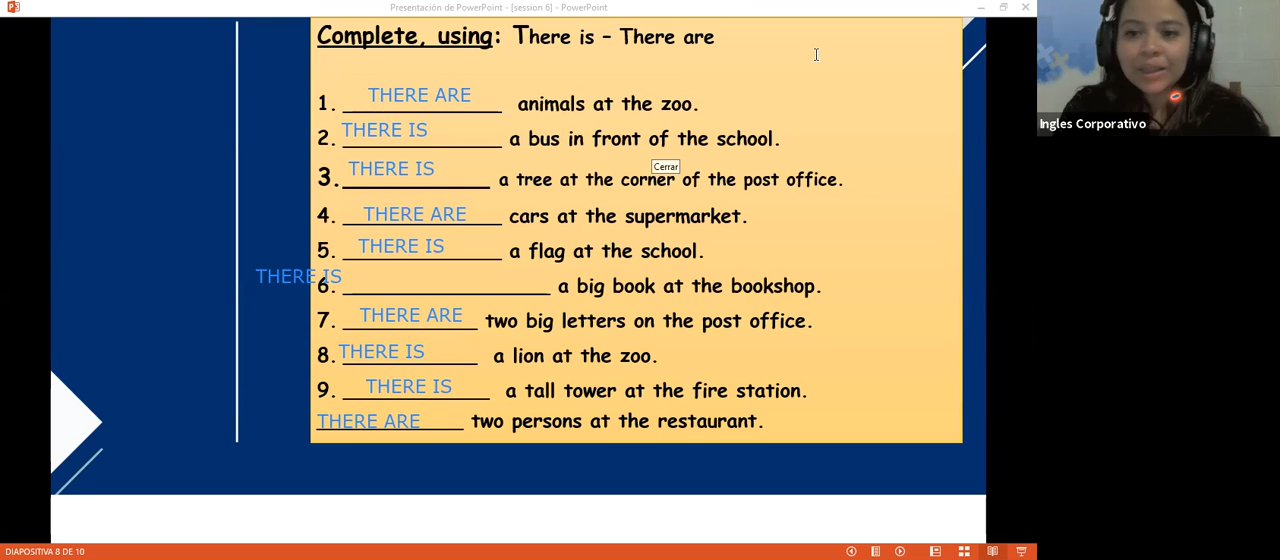 Presentación de PowerPoint - [session 6] - PowerPoint
Complete, using: There is - There are
1. THERE ARE animals at the zoo.
2. THERE IS a bus in front of the school.
Cerrar
3. THERE IS a tree at the corner of the post office.
4. THERE ARE cars at the supermarket.
5. THERE IS a flag at the school.
THERE IS
6. a big book at the bookshop.
7. THERE ARE two big letters on the post office.
8. THERE IS a lion at the zoo.
9. THERE IS a tall tower at the fire station.
THERE ARE two persons at the restaurant.
Ingles Corporativo
DIAPOSITIVA 8 DE 10